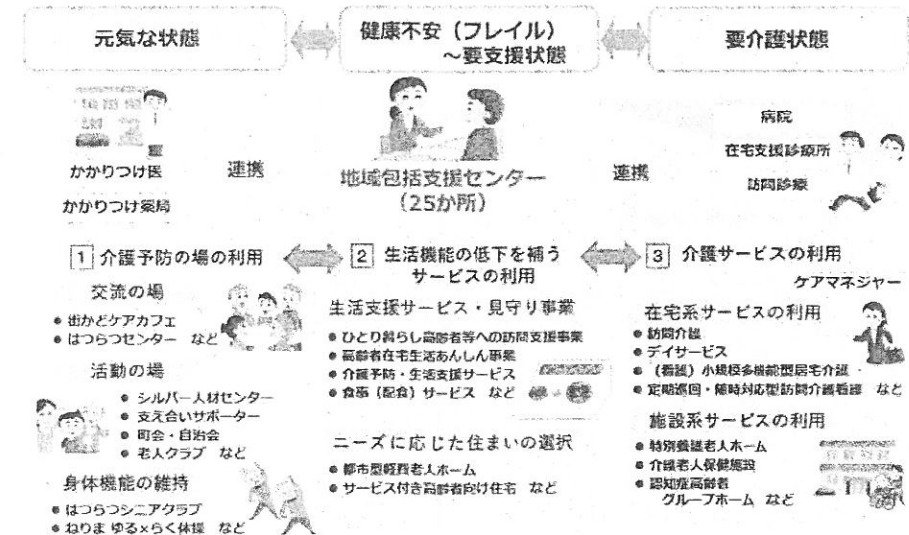 元気な状態
健康不安（フレイル）
～要支援状態
要介護状態
かかりつけ医
かかりつけ薬局
連携
地域包括支援センター
（25か所）
連携
病院
在宅支援診療所
訪問診療
1 介護予防の場の利用
交流の場
● 街かどケアカフェ
● はつらつセンター など
活動の場
● シルバー人材センター
● 支え合いサポーター
● 町会・自治会
● 老人クラブ など
身体機能の維持
● はつらつシニアクラブ
● ねりま ゆる×らく体操 など
2 生活機能の低下を補う
サービスの利用
生活支援サービス・見守り事業
● ひとり暮らし高齢者等への訪問支援事業
● 高齢者在宅生活あんしん事業
● 介護予防・生活支援サービス
● 食事（配食）サービス など
ニーズに応じた住まいの選択
● 都市型軽費老人ホーム
● サービス付き高齢者向け住宅 など
3 介護サービスの利用
ケアマネジャー
在宅系サービスの利用
● 訪問介護
● デイサービス
● （看護）小規模多機能型居宅介護
● 定期巡回・随時対応型訪問介護看護 など
施設系サービスの利用
● 特別養護老人ホーム
● 介護老人保健施設
● 認知症高齢者
グループホーム など